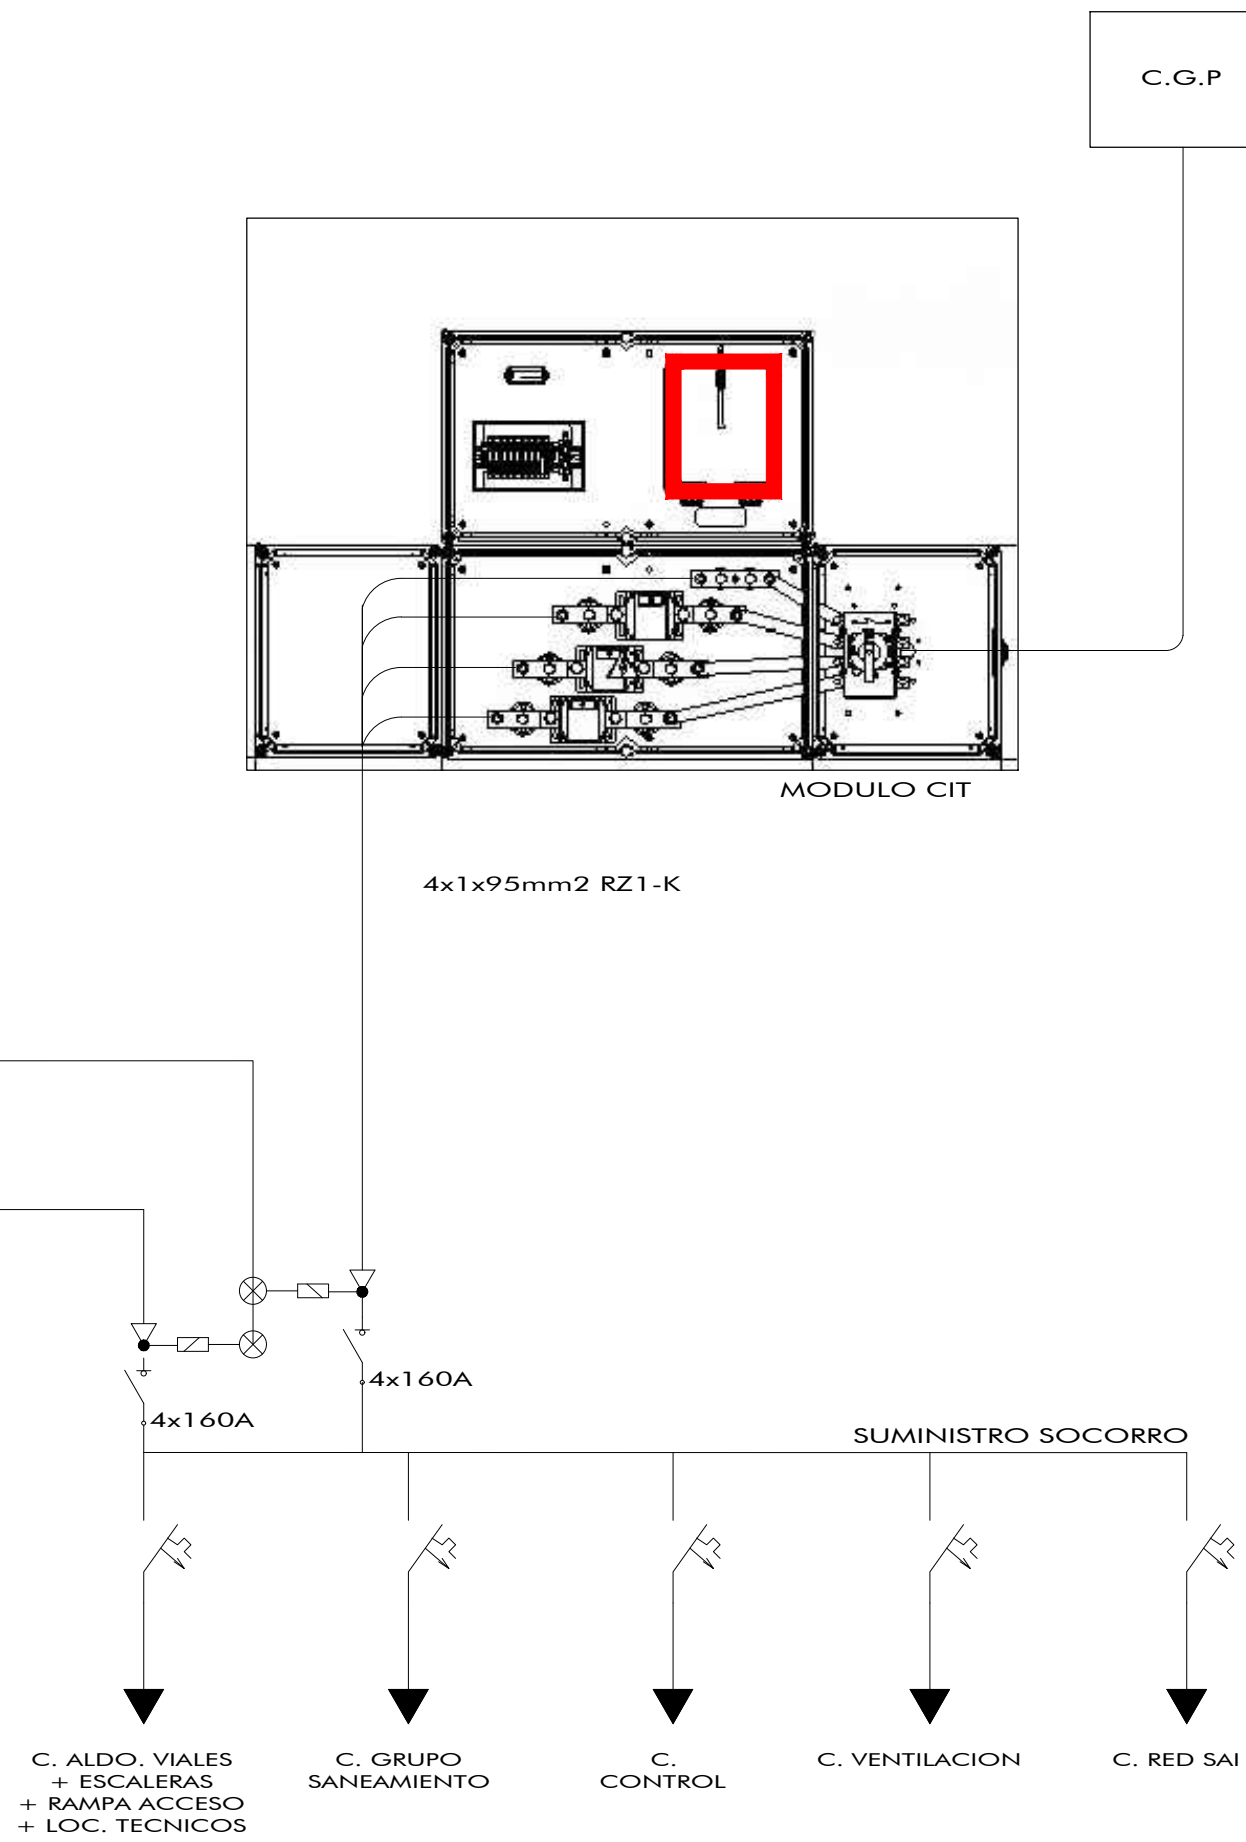 C.G.P
MODULO CIT
4x1x95mm2 RZ1-K
4x160A
4x160A
SUMINISTRO SOCORRO
C. ALDO. VIALES
+ ESCALERAS
+ RAMPA ACCESO
+ LOC. TECNICOS
C. GRUPO
SANEAMIENTO
C.
CONTROL
C. VENTILACION
C. RED SAI